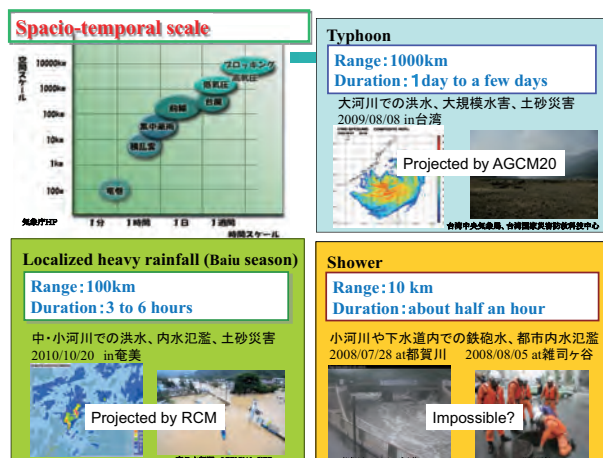 Spacio-temporal scale
空間スケール
10000km
1000km
100km
10km
1km
100m
ブロッキング
高気圧
低気圧
台風
前線
集中豪雨
積乱雲
竜巻
気象庁HP
1分
1時間
1日
1週間
時間スケール
Typhoon
Range:1000km
Duration:1day to a few days
大河川での洪水、大規模水害、土砂災害
2009/08/08 in台湾
Projected by AGCM20
台湾中央気象局、台湾国家災害防救科技中心
Localized heavy rainfall (Baiu season)
Range:100km
Duration:3 to 6 hours
中・小河川での洪水、内水氾濫、土砂災害
2010/10/20 in奄美
Projected by RCM
Shower
Range:10 km
Duration:about half an hour
小河川や下水道内での鉄砲水、都市内水氾濫
2008/07/28 at都賀川 2008/08/05 at雑司ヶ谷
Impossible?